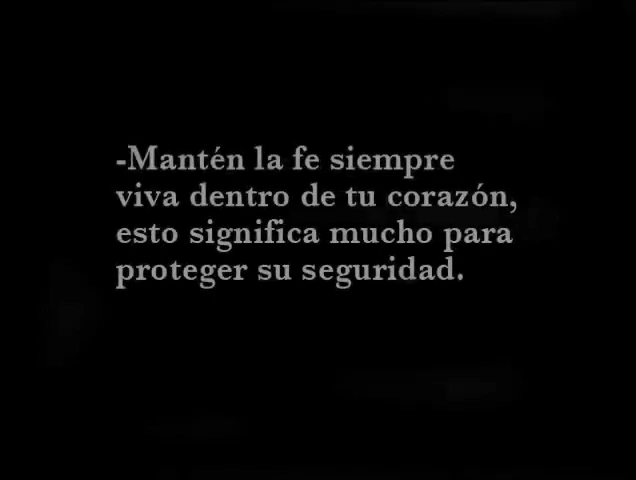 -Mantén la fe siempre
viva dentro de tu corazón,
esto significa mucho para
proteger su seguridad.